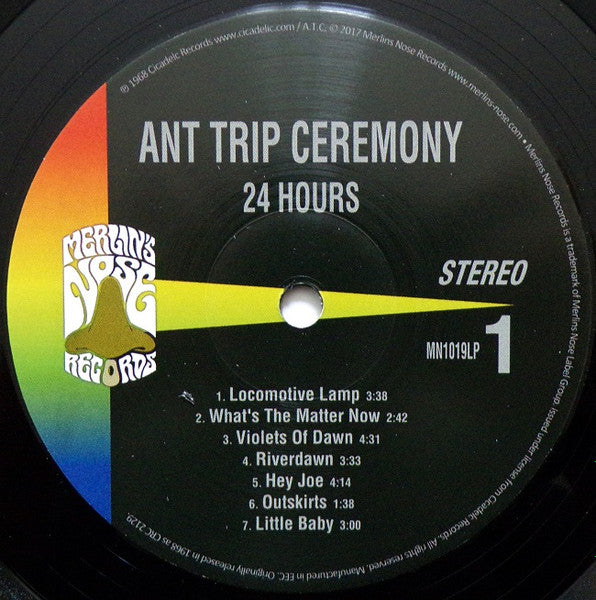 ℗ 1968 Cicadelic Records www.cicadelic.com / A.T.C. © 2017 Merlins Nose Records www.merlins-nose.com • Merlins Nose Records is a trademark of Merlins Nose Label Group, issued under license from Cicadelc Records. All rights reserved. Manufactured in EEC. Originally released in 1968 as CRC 2129.
ANT TRIP CEREMONY
24 HOURS
MERLIN'S
NOSE
RECORDS
STEREO
MN1019LP 1
1. Locomotive Lamp 3:38
2. What's The Matter Now 2:42
3. Violets Of Dawn 4:31
4. Riverdawn 3:33
5. Hey Joe 4:14
6. Outskirts 1:38
7. Little Baby 3:00